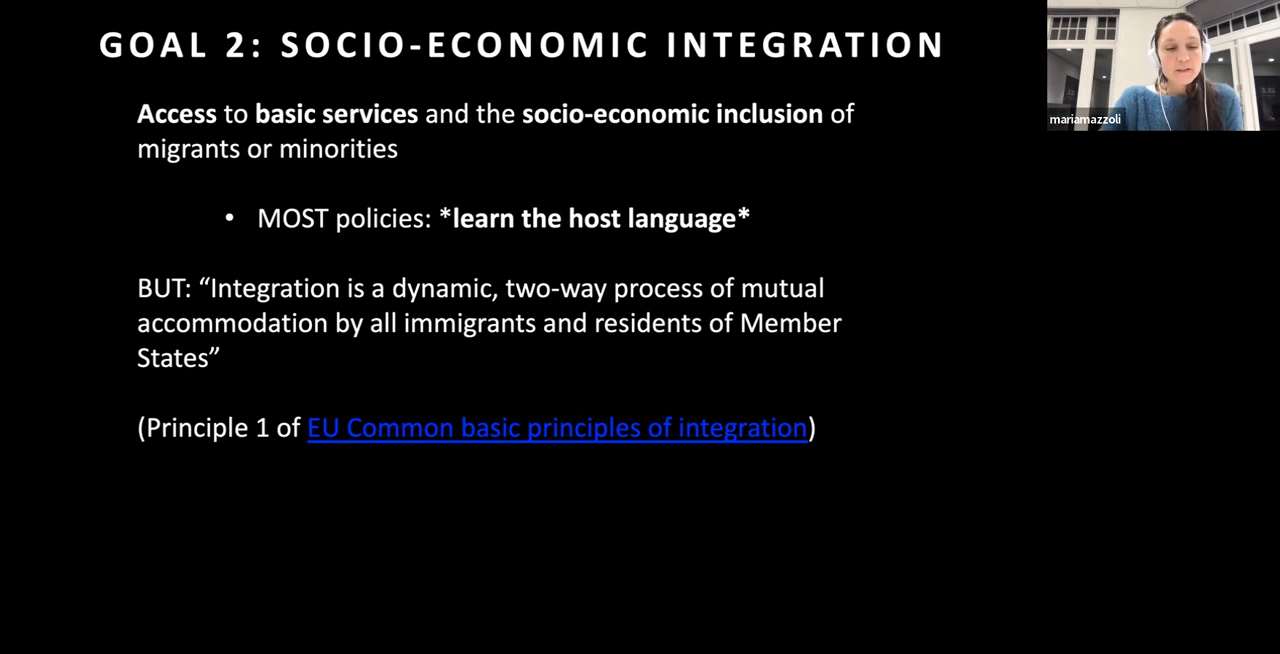 GOAL 2: SOCIO-ECONOMIC INTEGRATION
mariamazzoli
Access to basic services and the socio-economic inclusion of
migrants or minorities
• MOST policies: *learn the host language*
BUT: “Integration is a dynamic, two-way process of mutual
accommodation by all immigrants and residents of Member
States”
(Principle 1 of EU Common basic principles of integration)